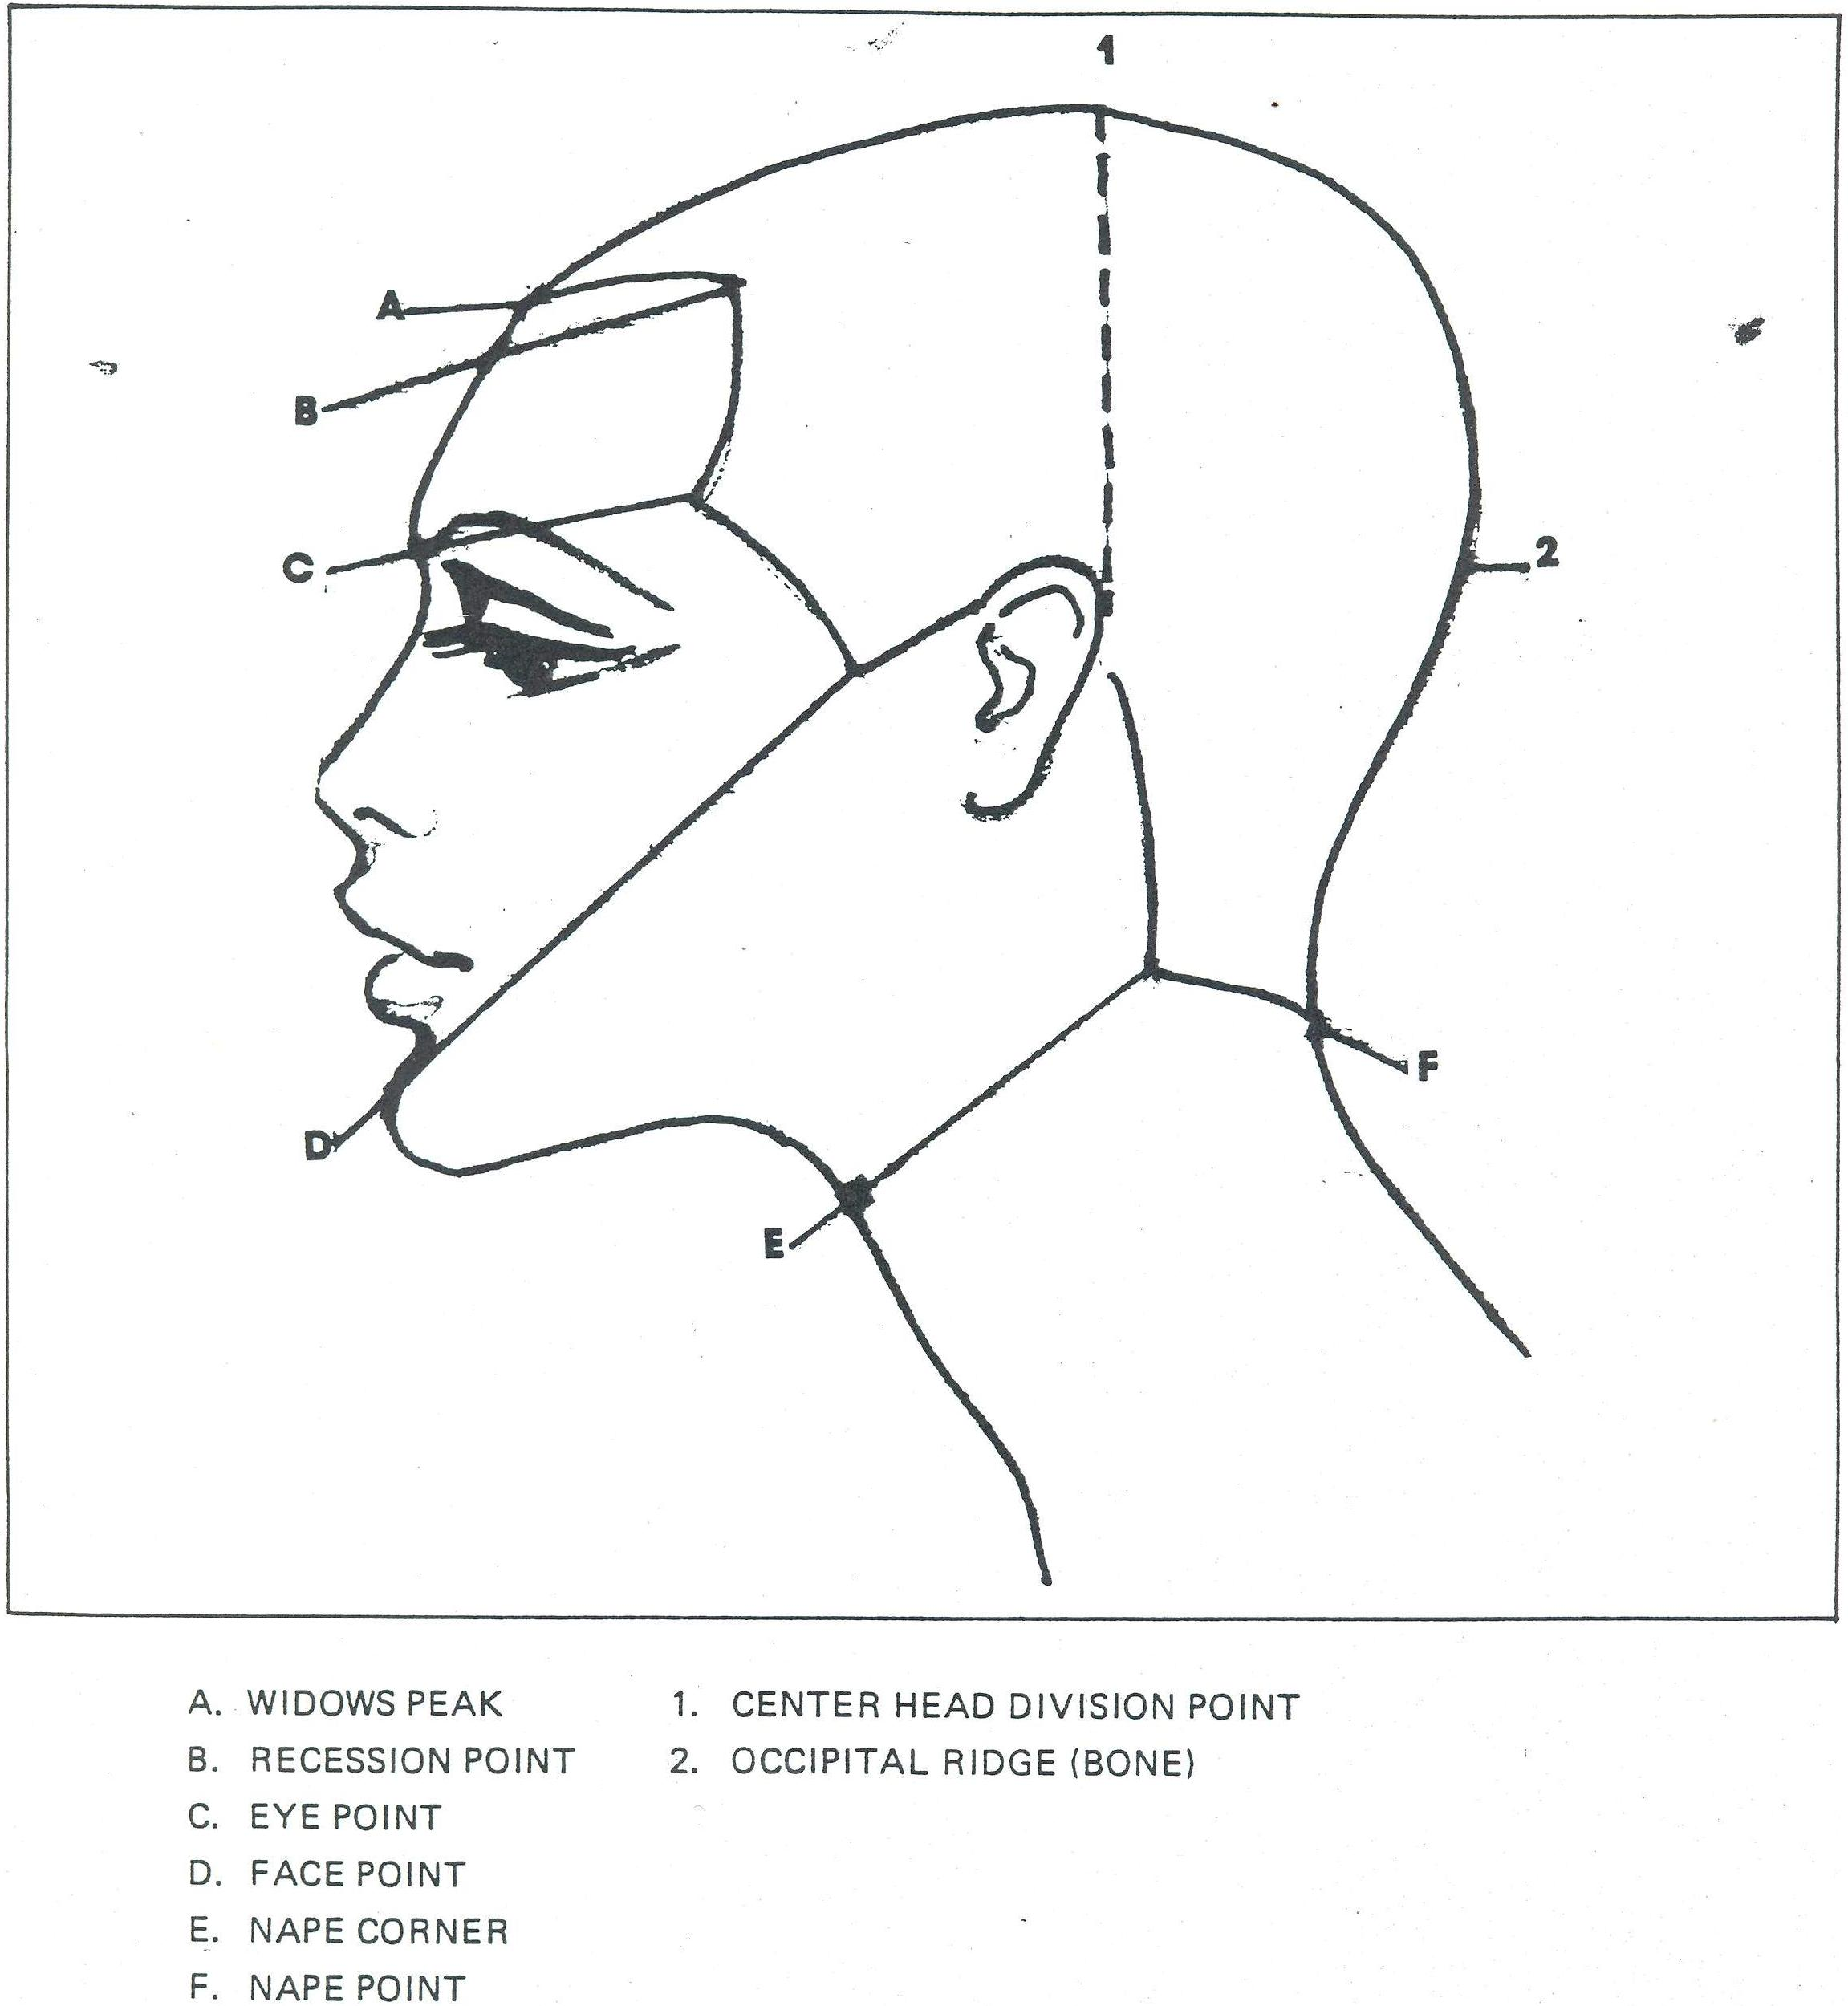 1
A
B
C
2
F
D
E
A. WIDOWS PEAK
B. RECESSION POINT
C. EYE POINT
D. FACE POINT
E. NAPE CORNER
F. NAPE POINT
1. CENTER HEAD DIVISION POINT
2. OCCIPITAL RIDGE (BONE)